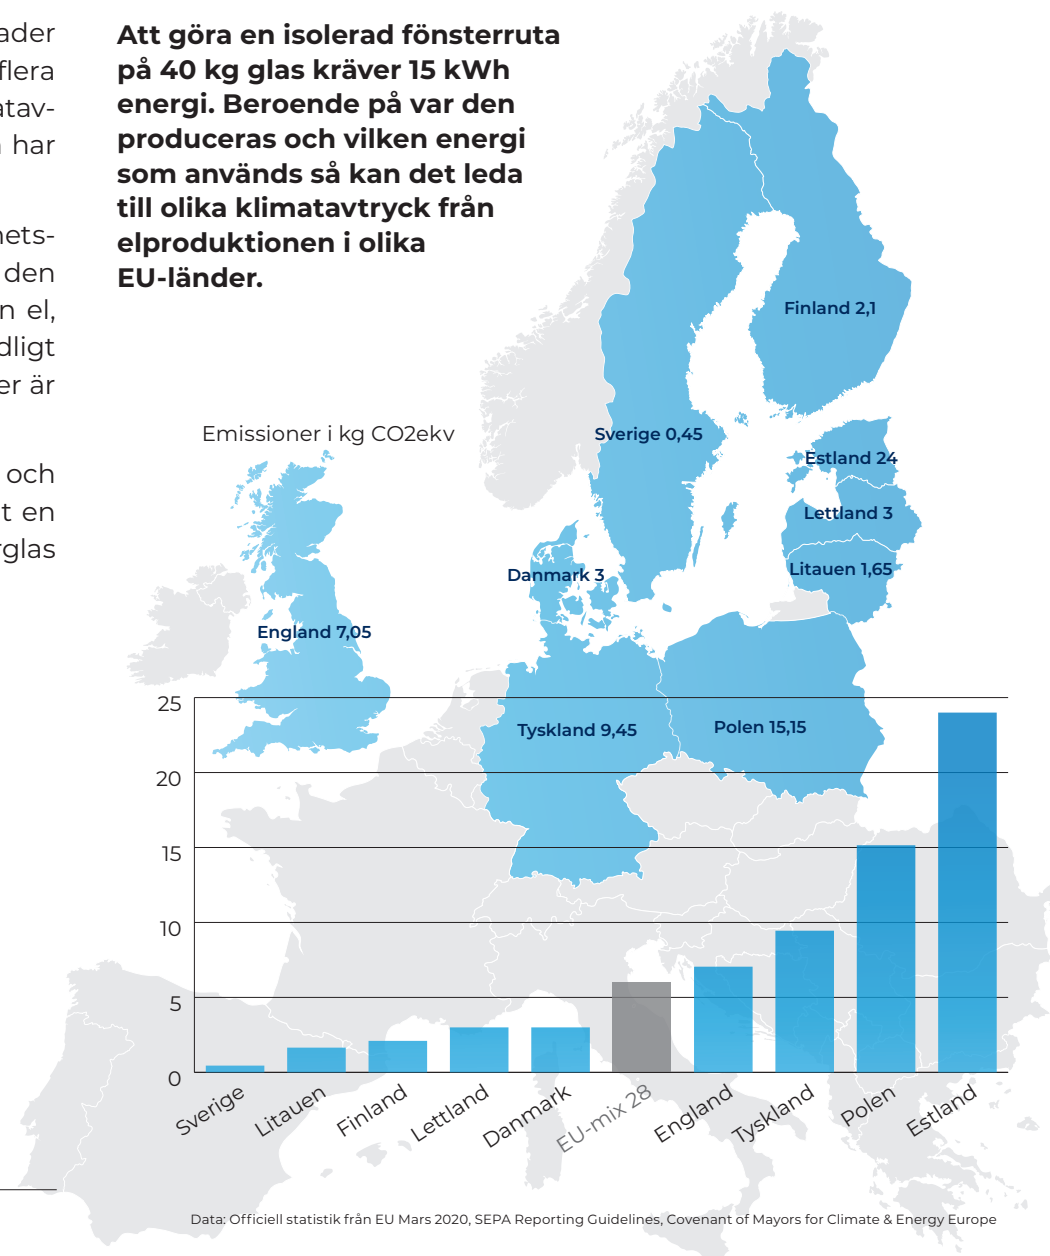 ader
flera
atav-
har
nets-
den
n el,
dligt
er är
och
t en
rglas
Att göra en isolerad fönsterruta
på 40 kg glas kräver 15 kWh
energi. Beroende på var den
produceras och vilken energi
som används så kan det leda
till olika klimatavtryck från
elproduktionen i olika
EU-länder.
Emissioner i kg CO2ekv
Finland 2,1
Sverige 0,45
Estland 24
Lettland 3
Litauen 1,65
Danmark 3
England 7,05
Tyskland 9,45
Polen 15,15
25
20
15
10
5
0
Sverige
Litauen
Finland
Lettland
Danmark
EU-mix 28
England
Tyskland
Polen
Estland
Data: Officiell statistik från EU Mars 2020, SEPA Reporting Guidelines, Covenant of Mayors for Climate & Energy Europe